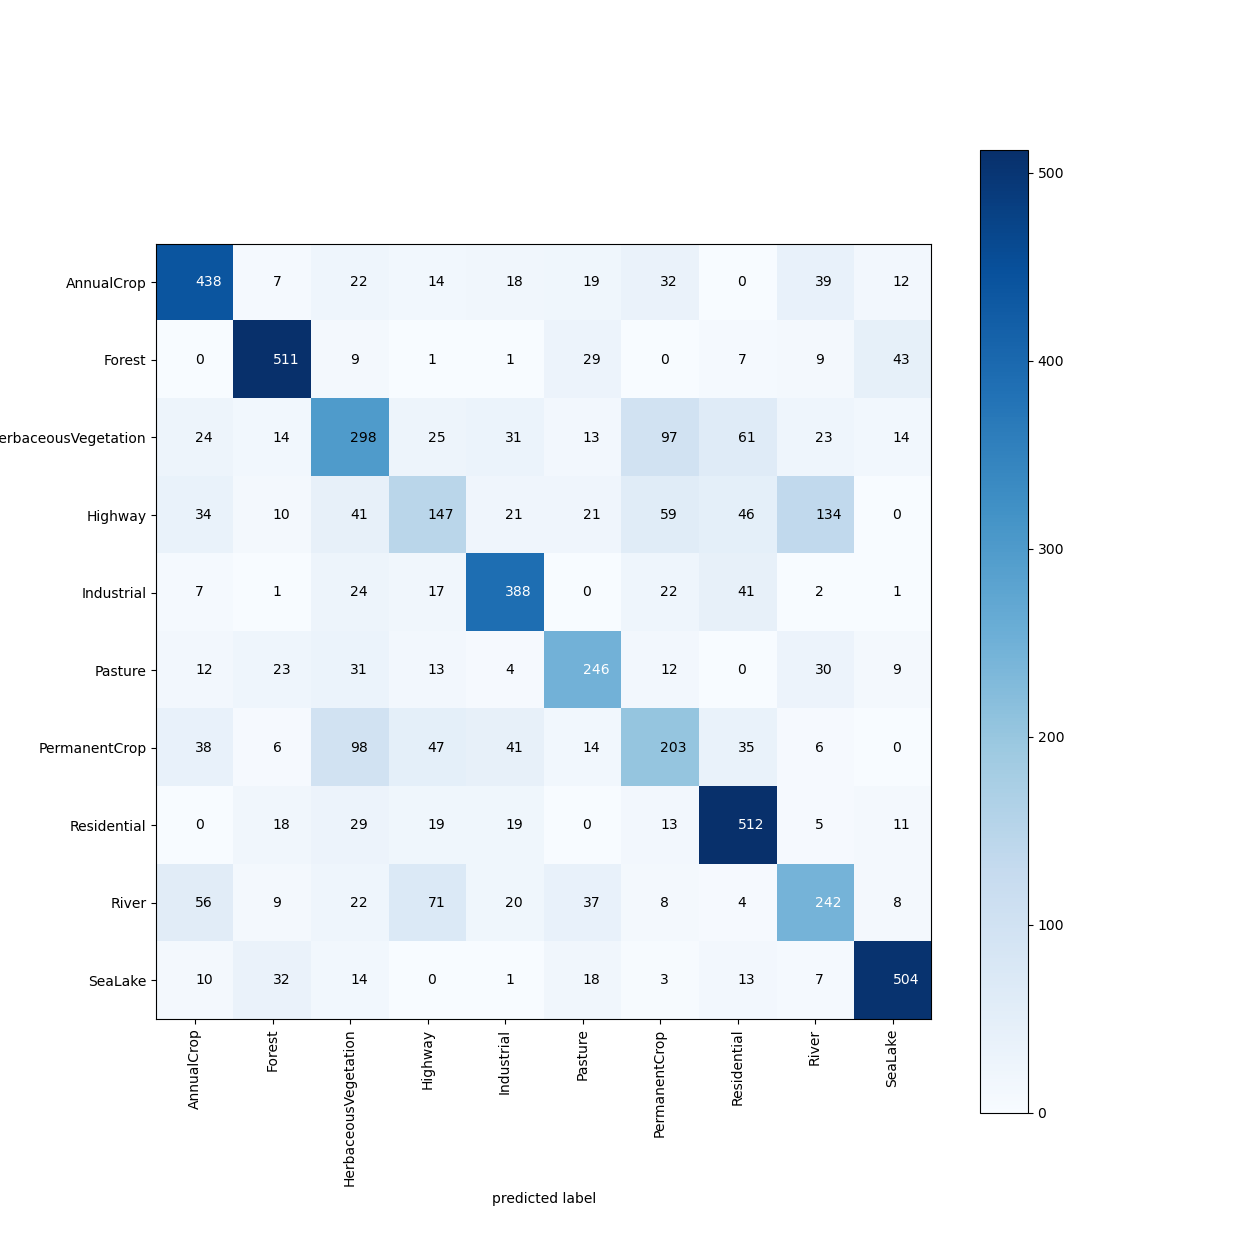 500
AnnualCrop 438 7 22 14 18 19 32 0 39 12
Forest 0 511 9 1 1 29 0 7 9 43
400
erbaceousVegetation 24 14 298 25 31 13 97 61 23 14
Highway 34 10 41 147 21 21 59 46 134 0
300
Industrial 7 1 24 17 388 0 22 41 2 1
Pasture 12 23 31 13 4 246 12 0 30 9
200
PermanentCrop 38 6 98 47 41 14 203 35 6 0
Residential 0 18 29 19 19 0 13 512 5 11
River 56 9 22 71 20 37 8 4 242 8
100
SeaLake 10 32 14 0 1 18 3 13 7 504
0
AnnualCrop
Forest
HerbaceousVegetation
Highway
Industrial
Pasture
PermanentCrop
Residential
River
SeaLake
predicted label